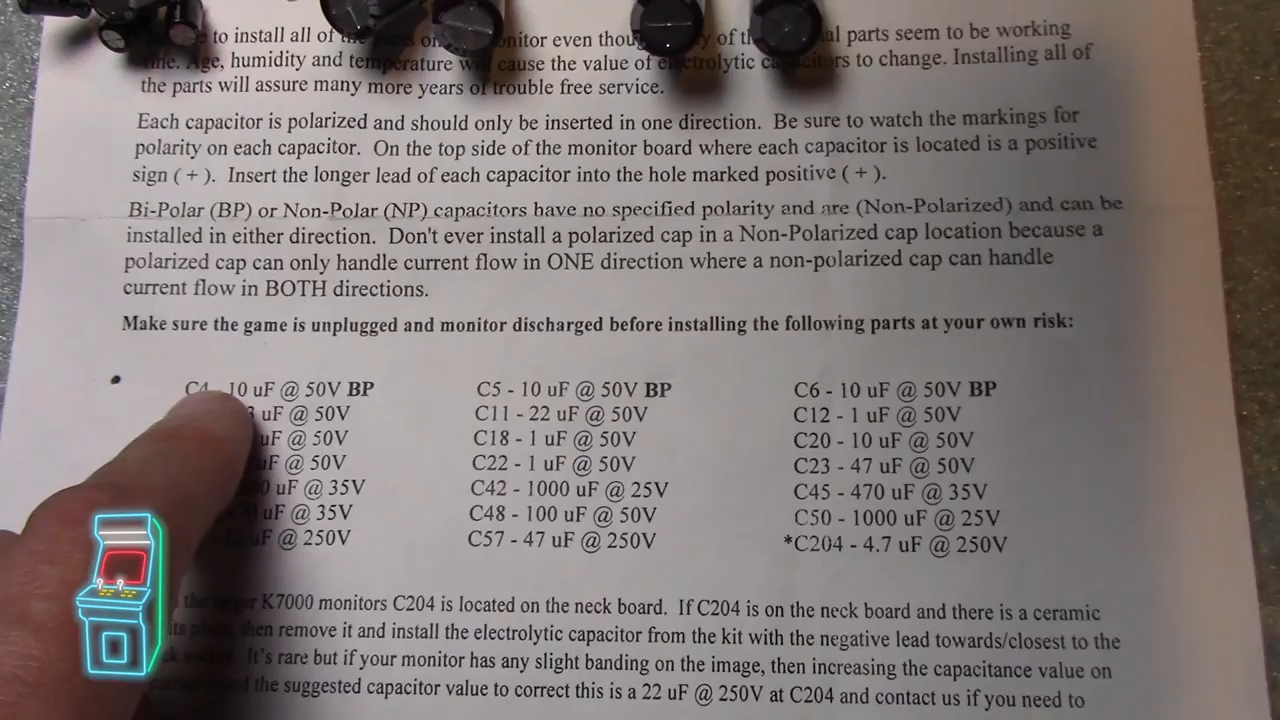 to install all of
onitor even though
of the
al parts seem to be working
Age, humidity and temperature will cause the value of electrolytic capacitors to change. Installing all of
the parts will assure many more years of trouble free service.
Each capacitor is polarized and should only be inserted in one direction. Be sure to watch the markings for
polarity on each capacitor. On the top side of the monitor board where each capacitor is located is a positive
sign ( + ). Insert the longer lead of each capacitor into the hole marked positive ( + ).
Bi-Polar (BP) or Non-Polar (NP) capacitors have no specified polarity and are (Non-Polarized) and can be
installed in either direction. Don't ever install a polarized cap in a Non-Polarized cap location because a
polarized cap can only handle current flow in ONE direction where a non-polarized cap can handle
current flow in BOTH directions.
Make sure the game is unplugged and monitor discharged before installing the following parts at your own risk:
C4 - 10 uF @ 50V BP C5 - 10 uF @ 50V BP C6 - 10 uF @ 50V BP
uF @ 50V C11 - 22 uF @ 50V C12 - 1 uF @ 50V
uF @ 50V C18 - 1 uF @ 50V C20 - 10 uF @ 50V
uF @ 50V C22 - 1 uF @ 50V C23 - 47 uF @ 50V
uF @ 35V C42 - 1000 uF @ 25V C45 - 470 uF @ 35V
uF @ 35V C48 - 100 uF @ 50V C50 - 1000 uF @ 25V
uF @ 250V C57 - 47 uF @ 250V *C204 - 4.7 uF @ 250V
K7000 monitors C204 is located on the neck board. If C204 is on the neck board and there is a ceramic
then remove it and install the electrolytic capacitor from the kit with the negative lead towards/closest to the
It's rare but if your monitor has any slight banding on the image, then increasing the capacitance value on
the suggested capacitor value to correct this is a 22 uF @ 250V at C204 and contact us if you need to